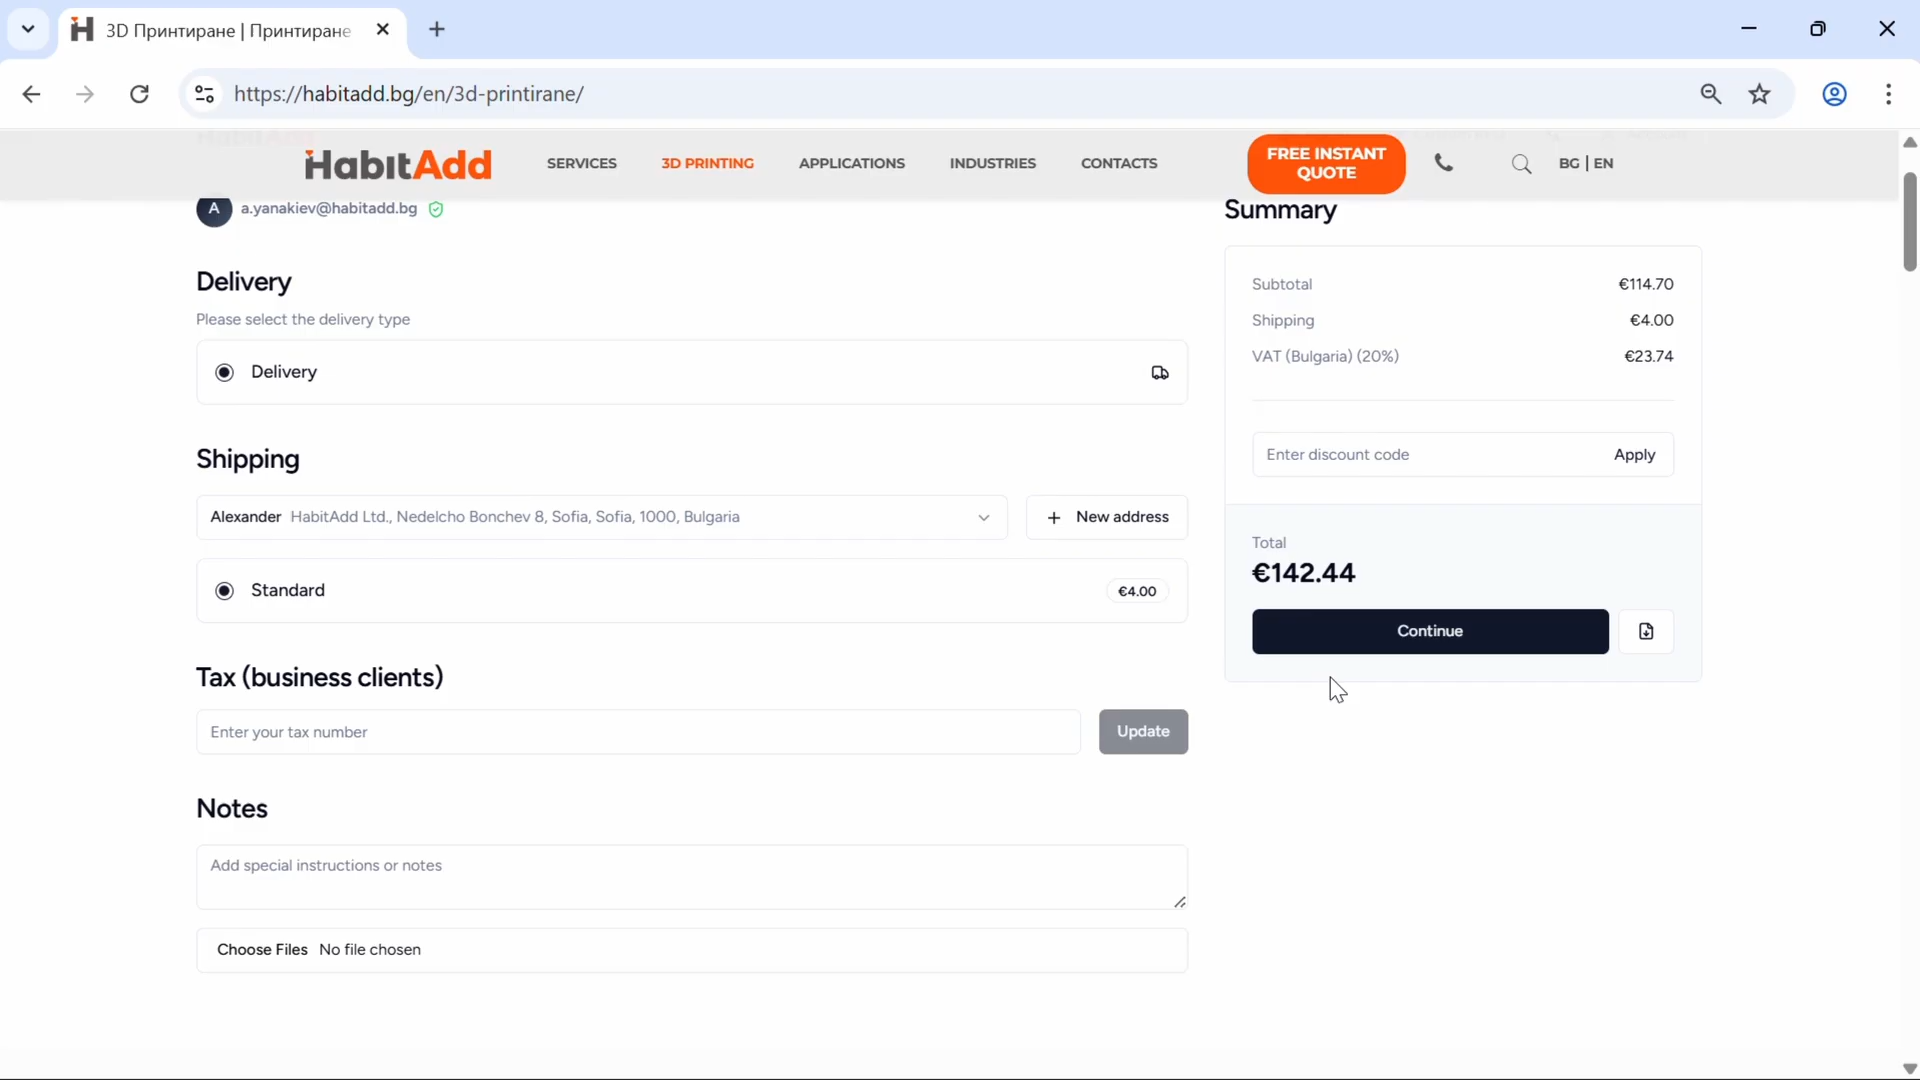 3D Принтиране | Принтиране
https://habitadd.bg/en/3d-printirane/
HabitAdd
SERVICES
3D PRINTING
APPLICATIONS
INDUSTRIES
CONTACTS
FREE INSTANT
QUOTE
BG | EN
A
a.yanakiev@habitadd.bg
Delivery
Please select the delivery type
Delivery
Shipping
Alexander HabitAdd Ltd., Nedelcho Bonchev 8, Sofia, Sofia, 1000, Bulgaria
+ New address
Standard
€4.00
Tax (business clients)
Enter your tax number
Update
Notes
Add special instructions or notes
Choose Files No file chosen
Summary
Subtotal €114.70
Shipping €4.00
VAT (Bulgaria) (20%) €23.74
Enter discount code Apply
Total
€142.44
Continue